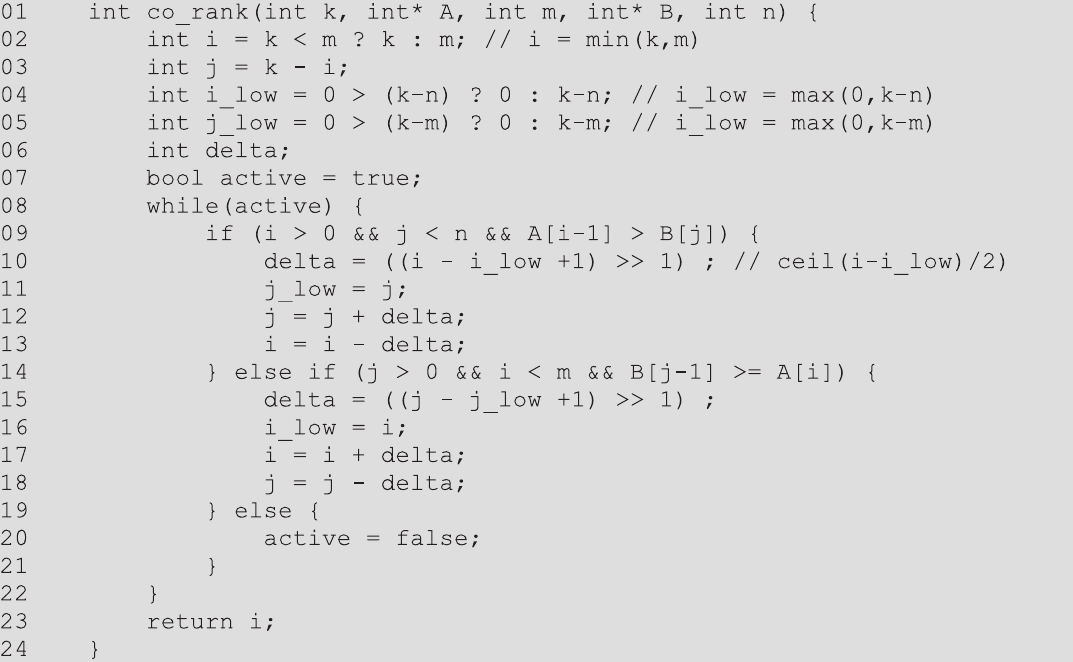 01 int co_rank(int k, int* A, int m, int* B, int n) {
02 int i = k < m ? k : m; // i = min(k,m)
03 int j = k - i;
04 int i_low = 0 > (k-n) ? 0 : k-n; // i_low = max(0,k-n)
05 int j_low = 0 > (k-m) ? 0 : k-m; // i_low = max(0,k-m)
06 int delta;
07 bool active = true;
08 while(active) {
09 if (i > 0 && j < n && A[i-1] > B[j]) {
10 delta = ((i - i_low +1) >> 1) ; // ceil(i-i_low)/2)
11 j_low = j;
12 j = j + delta;
13 i = i - delta;
14 } else if (j > 0 && i < m && B[j-1] >= A[i]) {
15 delta = ((j - j_low +1) >> 1) ;
16 i_low = i;
17 i = i + delta;
18 j = j - delta;
19 } else {
20 active = false;
21 }
22 }
23 return i;
24 }